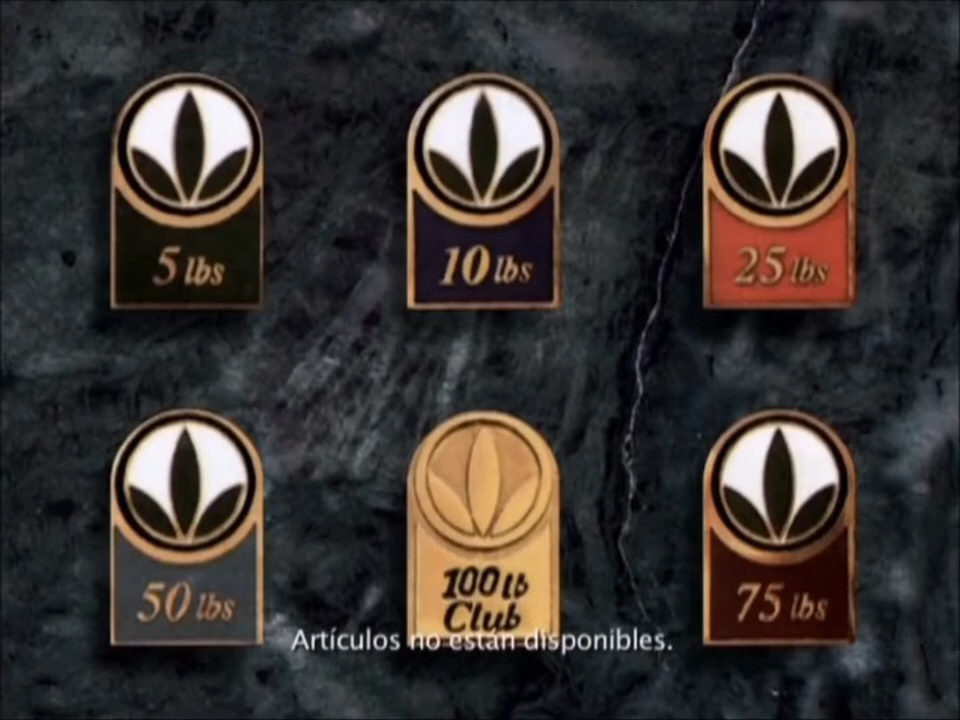 5 lbs
10 lbs
25 lbs
50 lbs
100 lb
Club
75 lbs
Artículos no están disponibles.